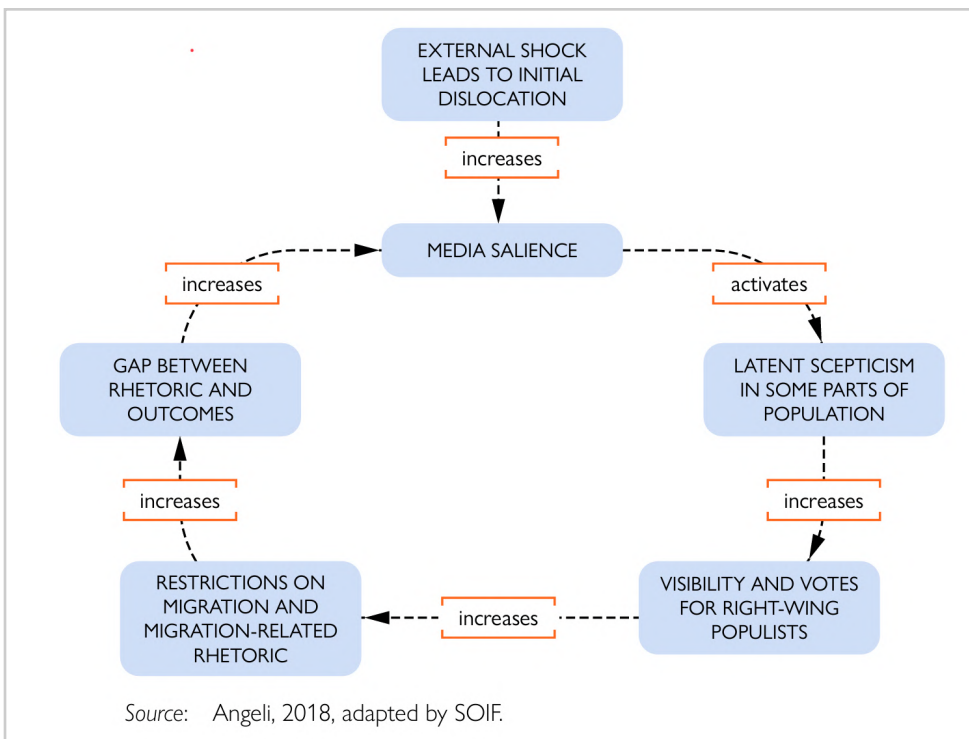 EXTERNAL SHOCK
LEADS TO INITIAL
DISLOCATION
increases
MEDIA SALIENCE
increases
activates
GAP BETWEEN
RHETORIC AND
OUTCOMES
LATENT SCEPTICISM
IN SOME PARTS OF
POPULATION
increases
increases
RESTRICTIONS ON
MIGRATION AND
MIGRATION-RELATED
RHETORIC
increases
VISIBILITY AND VOTES
FOR RIGHT-WING
POPULISTS
Source: Angeli, 2018, adapted by SOIF.